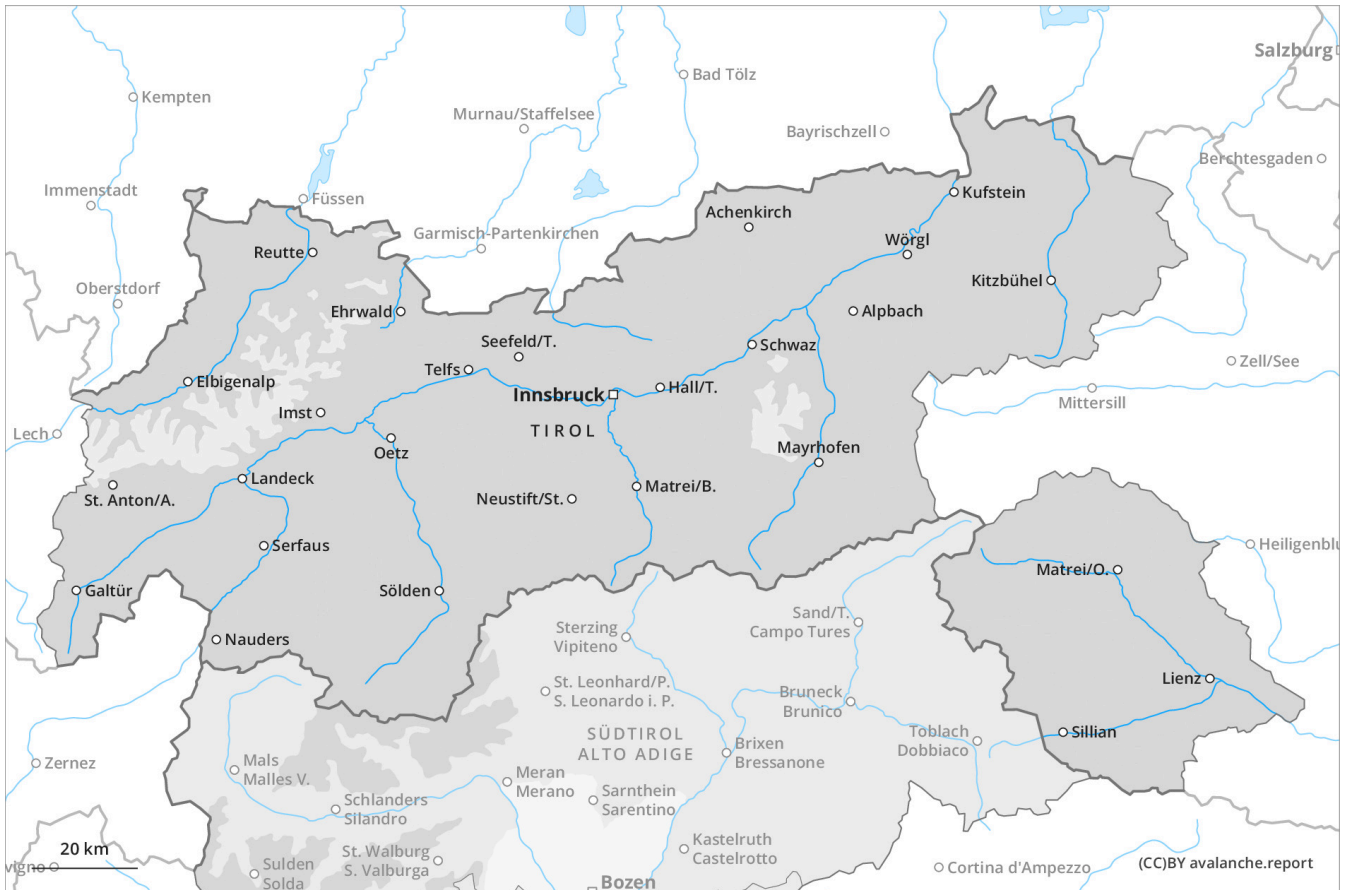 Salzburg
Bad Tölz
Kempten
Murnau/Staffelsee
Bayrischzell
Berchtesgaden
Immenstadt
Füssen
Kufstein
Achenkirch
Garmisch-Partenkirchen
Wörgl
Reutte
Kitzbühel
Oberstdorf
Ehrwald
Alpbach
Seefeld/T.
Schwaz
Zell/See
Telfs
Elbigenalp
Innsbruck
Hall/T.
Mittersill
Imst
TIROL
Lech
Oetz
Mayrhofen
Landeck
St. Anton/A.
Neustift/St.
Matrei/B.
Serfaus
Heiligenblu
Matrei/O.
Galtür
Sölden
Sand/T.
Campo Tures
Sterzing
Vipiteno
Nauders
Lienz
St. Leonhard/P.
S. Leonardo i. P.
Bruneck
Brunico
SÜDTIROL
ALTO ADIGE
Toblach
Dobbiaco
Sillian
Brixen
Bressanone
Zernez
Mals
Malles V.
Meran
Merano
Sarnthein
Sarentino
Schlanders
Silandro
Kastelruth
Castelrotto
20 km
St. Walburg
S. Valburga
vigno
Sulden
Solda
Cortina d'Ampezzo
(CC)BY avalanche.report
Bozen